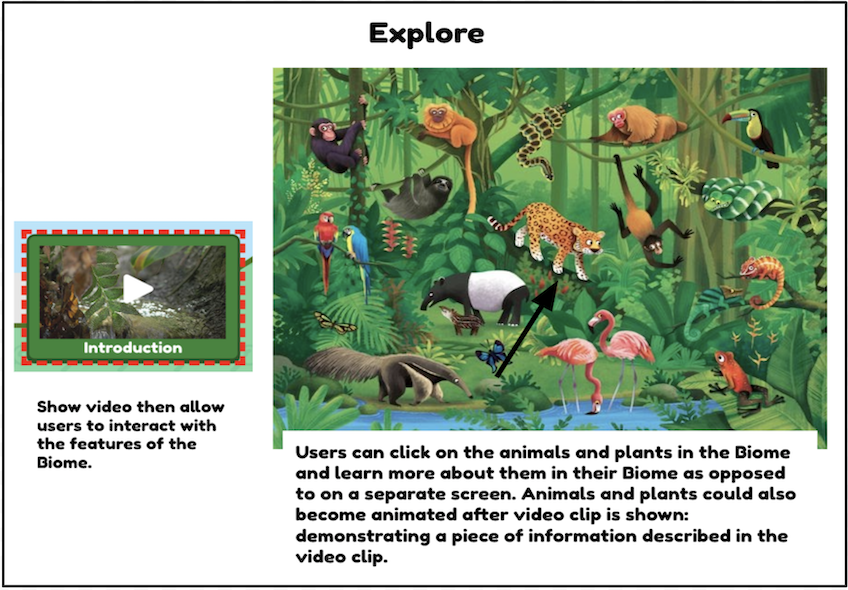 Explore
Introduction
Show video then allow
users to interact with
the features of the
Biome.
Users can click on the animals and plants in the Biome
and learn more about them in their Biome as opposed
to on a separate screen. Animals and plants could also
become animated after video clip is shown:
demonstrating a piece of information described in the
video clip.